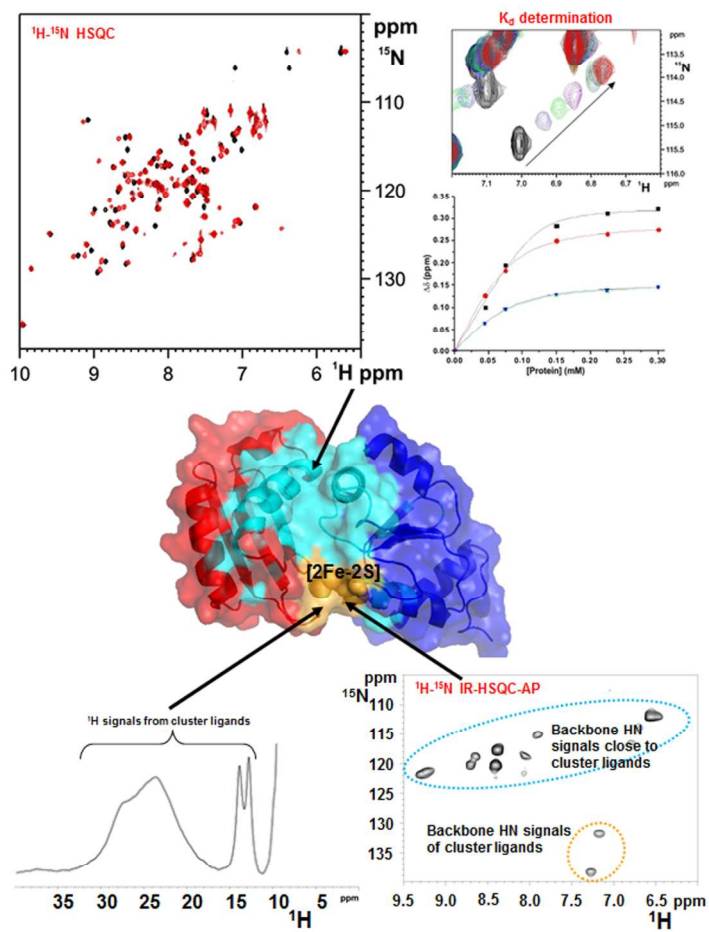 ¹H-¹⁵N HSQC
ppm
¹⁵N
110
120
130
10 9 8 7 6
¹H ppm
Kd determination
ppm
113.5
¹⁵N
114.0
114.5
115.0
115.5
116.0
7.1 7.0 6.9 6.8 6.7
¹H ppm
0.35
0.30
0.25
0.20
0.15
0.10
0.05
0.00
Δδ (ppm)
0.00 0.05 0.10 0.15 0.20 0.25 0.30
[Protein] (mM)
[2Fe-2S]
¹H signals from cluster ligands
35 25 15 5 ppm
¹H
ppm
¹⁵N
¹H-¹⁵N IR-HSQC-AP
110
115
120
125
130
135
Backbone HN
signals close to
cluster ligands
Backbone HN signals
of cluster ligands
9.5 9.0 8.5 8.0 7.5 7.0 6.5
¹H ppm